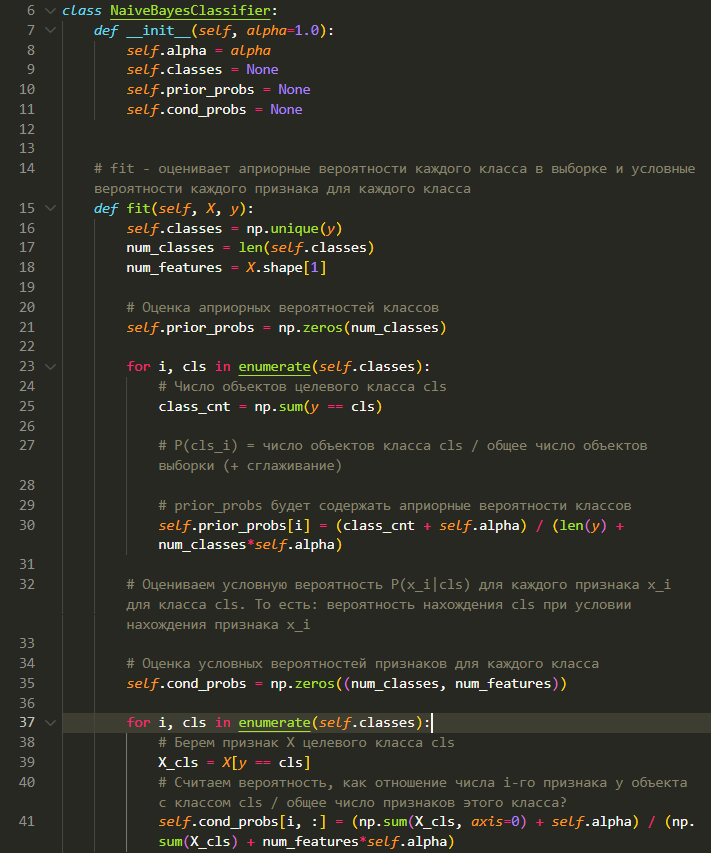 6 class NaiveBayesClassifier:
7 def __init__(self, alpha=1.0):
8 self.alpha = alpha
9 self.classes = None
10 self.prior_probs = None
11 self.cond_probs = None
12
13
14 # fit - оценивает априорные вероятности каждого класса в выборке и условные
вероятности каждого признака для каждого класса
15 def fit(self, X, y):
16 self.classes = np.unique(y)
17 num_classes = len(self.classes)
18 num_features = X.shape[1]
19
20 # Оценка априорных вероятностей классов
21 self.prior_probs = np.zeros(num_classes)
22
23 for i, cls in enumerate(self.classes):
24 # Число объектов целевого класса cls
25 class_cnt = np.sum(y == cls)
26
27 # P(cls_i) = число объектов класса cls / общее число объектов
выборки (+ сглаживание)
28
29 # prior_probs будет содержать априорные вероятности классов
30 self.prior_probs[i] = (class_cnt + self.alpha) / (len(y) +
num_classes*self.alpha)
31
32 # Оцениваем условную вероятность P(x_i|cls) для каждого признака x_i
для класса cls. То есть: вероятность нахождения cls при условии
нахождения признака x_i
33
34 # Оценка условных вероятностей признаков для каждого класса
35 self.cond_probs = np.zeros((num_classes, num_features))
36
37 for i, cls in enumerate(self.classes):
38 # Берем признак X целевого класса cls
39 X_cls = X[y == cls]
40 # Считаем вероятность, как отношение числа i-го признака у объекта
с классом cls / общее число признаков этого класса?
41 self.cond_probs[i, :] = (np.sum(X_cls, axis=0) + self.alpha) / (np.
sum(X_cls) + num_features*self.alpha)